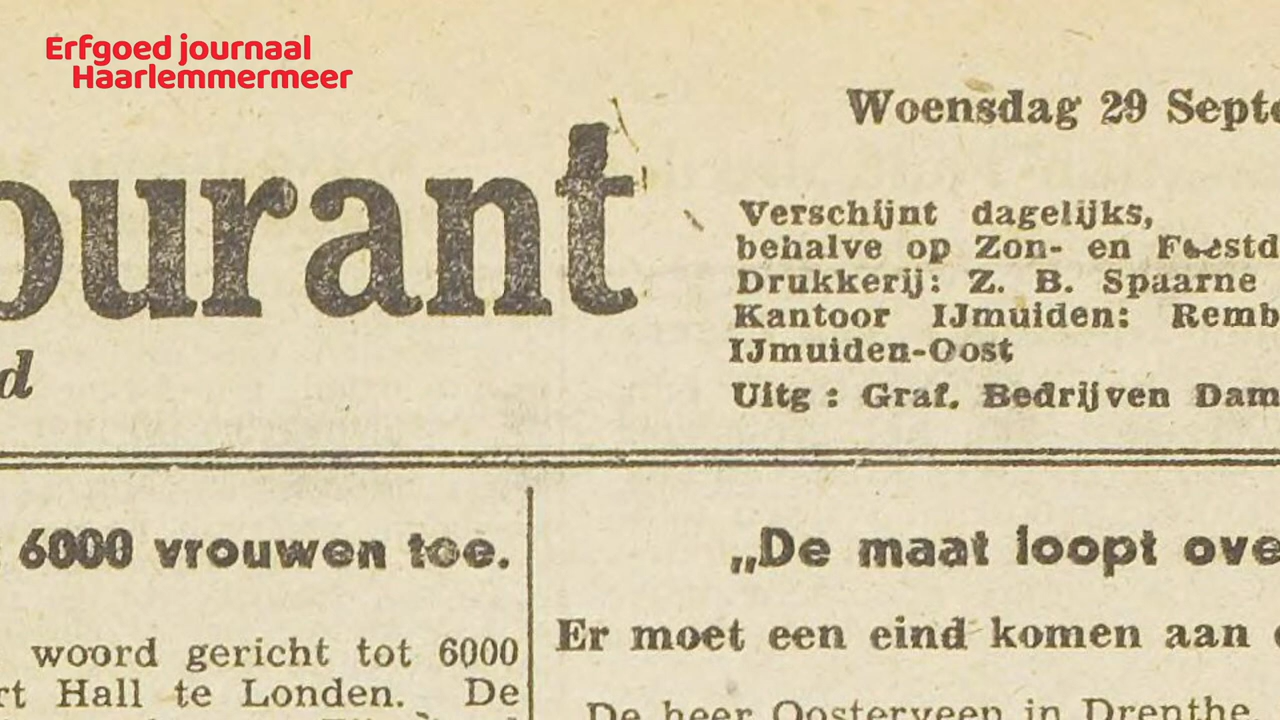 Erfgoed journaal
Haarlemmermeer
Woensdag 29 Septe
ourant
Verschijnt dagelijks,
behalve op Zon- en Feestd
Drukkerij: Z. B. Spaarne
Kantoor IJmuiden: Remb
IJmuiden-Oost
d
Uitg : Graf. Bedrijven Dam
6000 vrouwen toe.
woord gericht tot 6000
rt Hall te Londen. De
„De maat loopt ove
Er moet een eind komen aan
De heer Oosterveen in Drenthe.